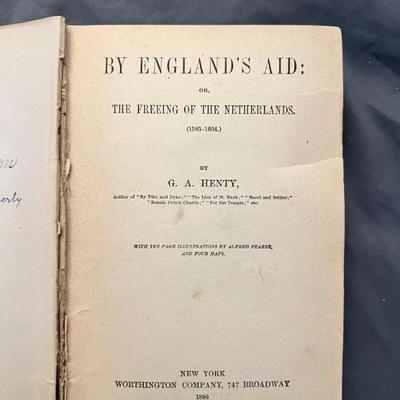 BY ENGLAND'S AID:
OR,
THE FREEING OF THE NETHERLANDS.
(1585-1604.)
BY
G. A. HENTY,
Author of "By Pike and Dyke;" "The Lion of St. Mark;" "Maori and Settler;"
"Bonnie Prince Charlie;" "For the Temple," etc.
WITH TEN PAGE ILLUSTRATIONS BY ALFRED PEARSE,
AND FOUR MAPS.
NEW YORK
WORTHINGTON COMPANY, 747 BROADWAY
1890